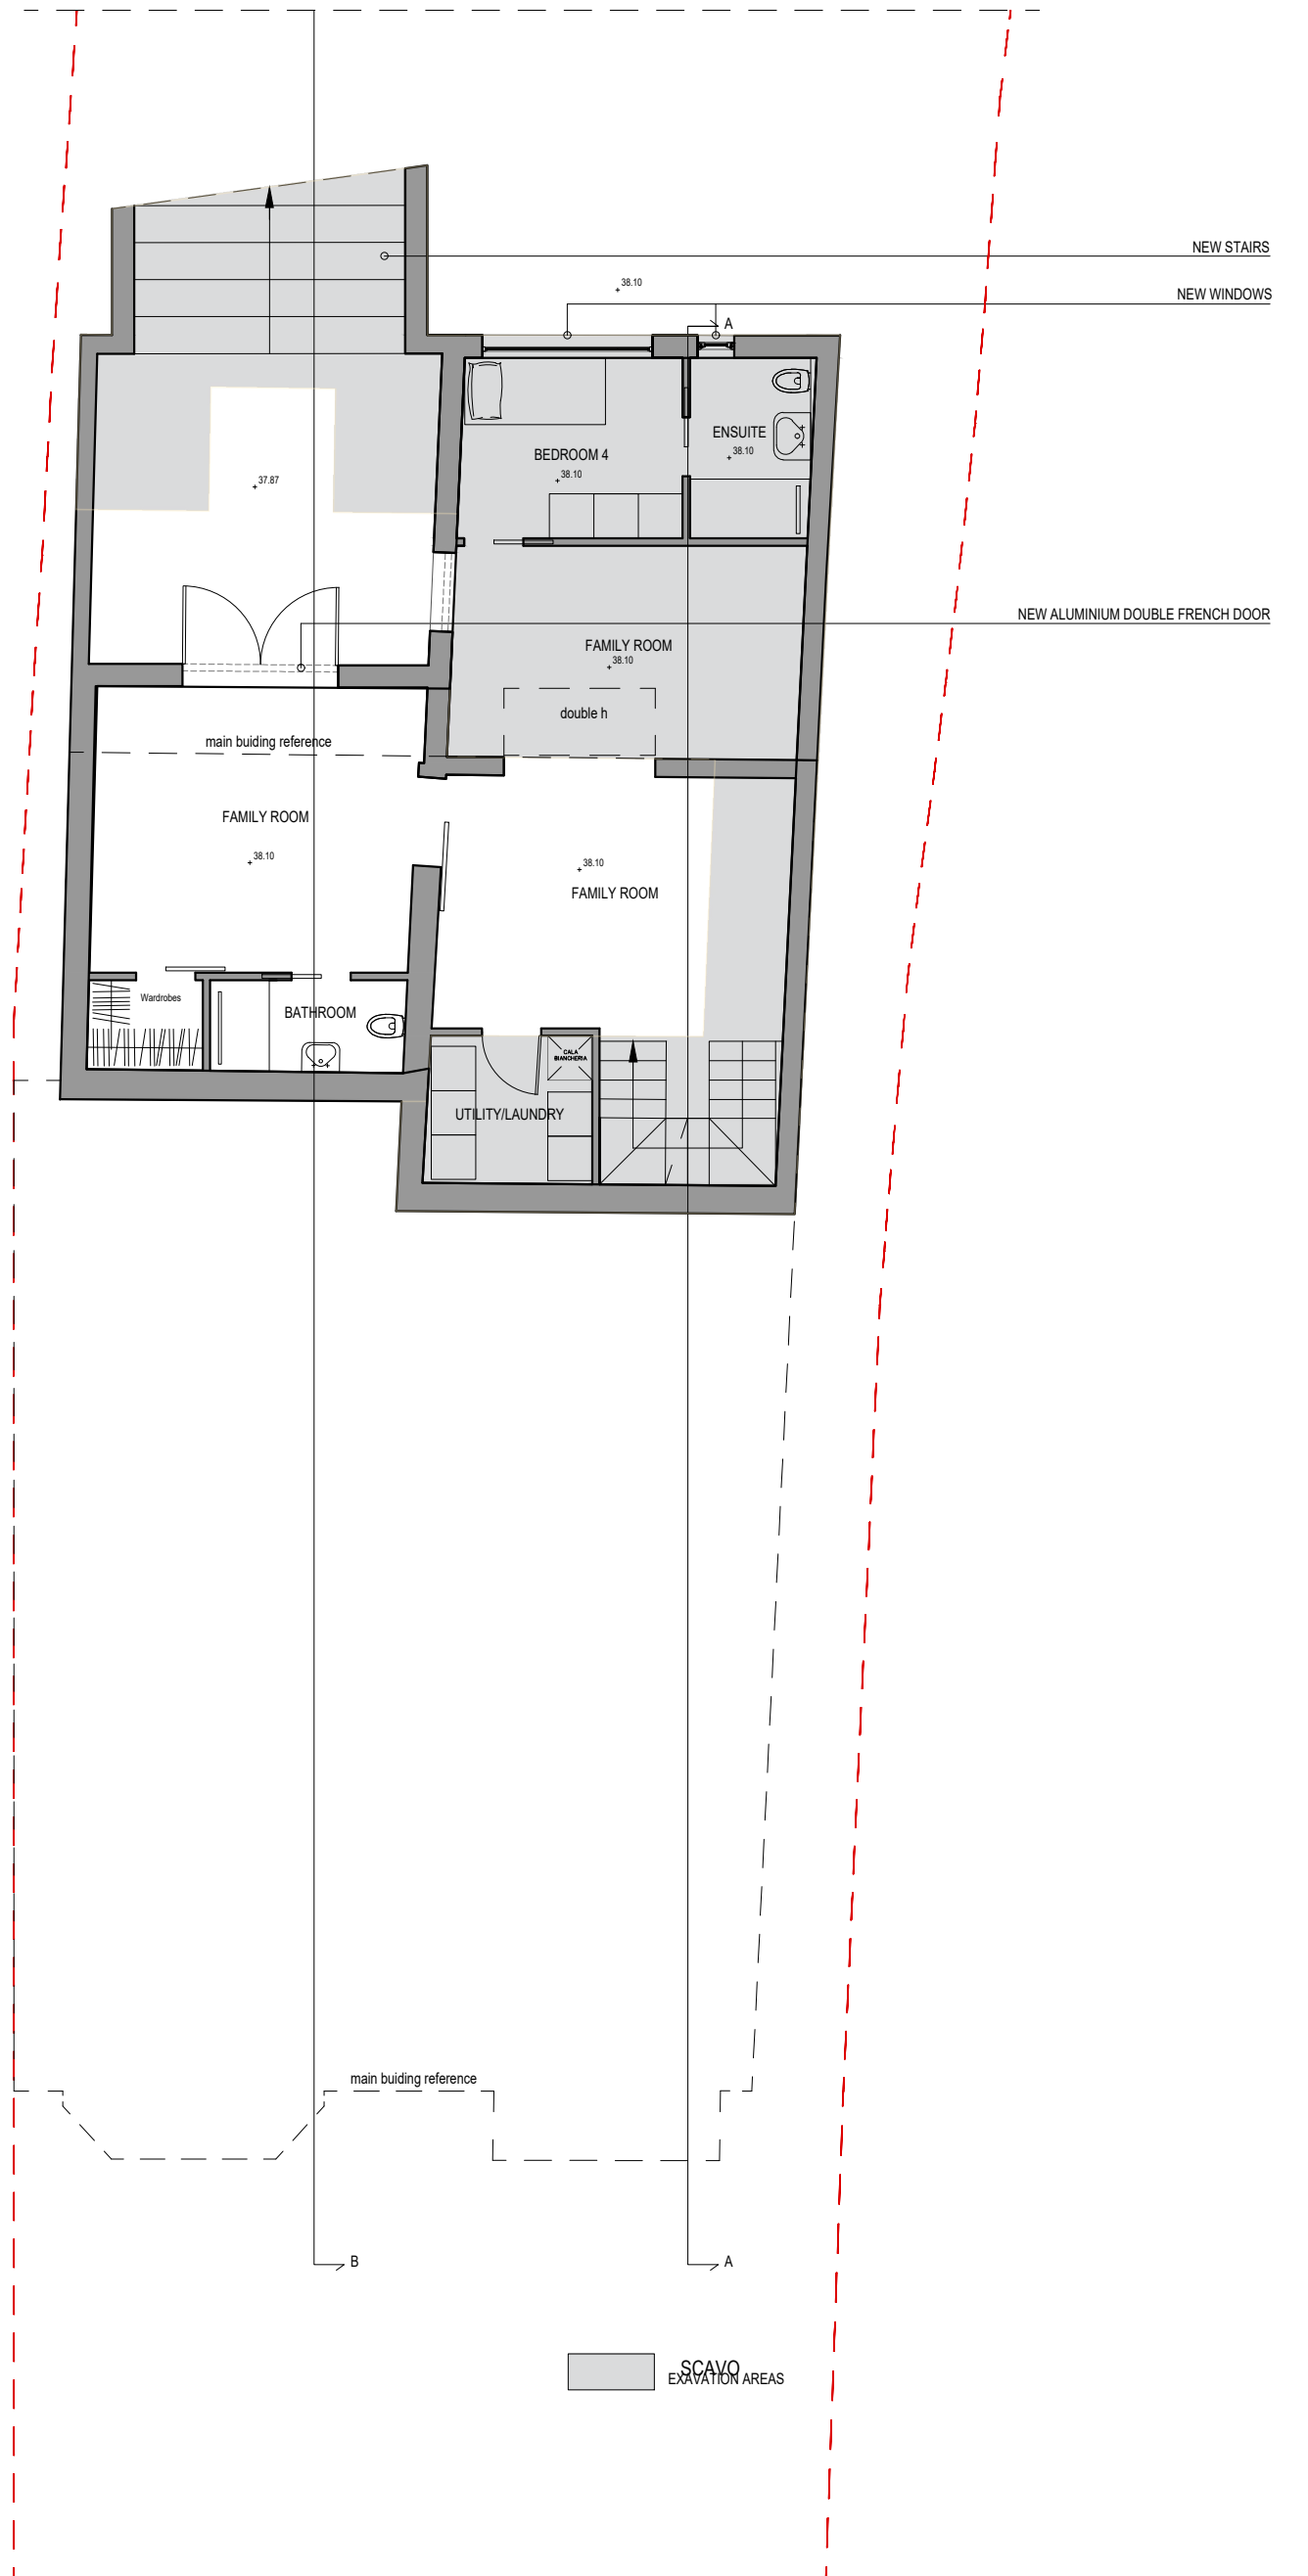 NEW STAIRS
38.10
NEW WINDOWS
A
ENSUITE
38.10
BEDROOM 4
38.10
37.87
NEW ALUMINIUM DOUBLE FRENCH DOOR
FAMILY ROOM
38.10
double h
main buiding reference
FAMILY ROOM
38.10
38.10
FAMILY ROOM
Wardrobes
BATHROOM
CALA
BIANCHERIA
UTILITY/LAUNDRY
main buiding reference
B
A
SCAVO
EXAVATION AREAS